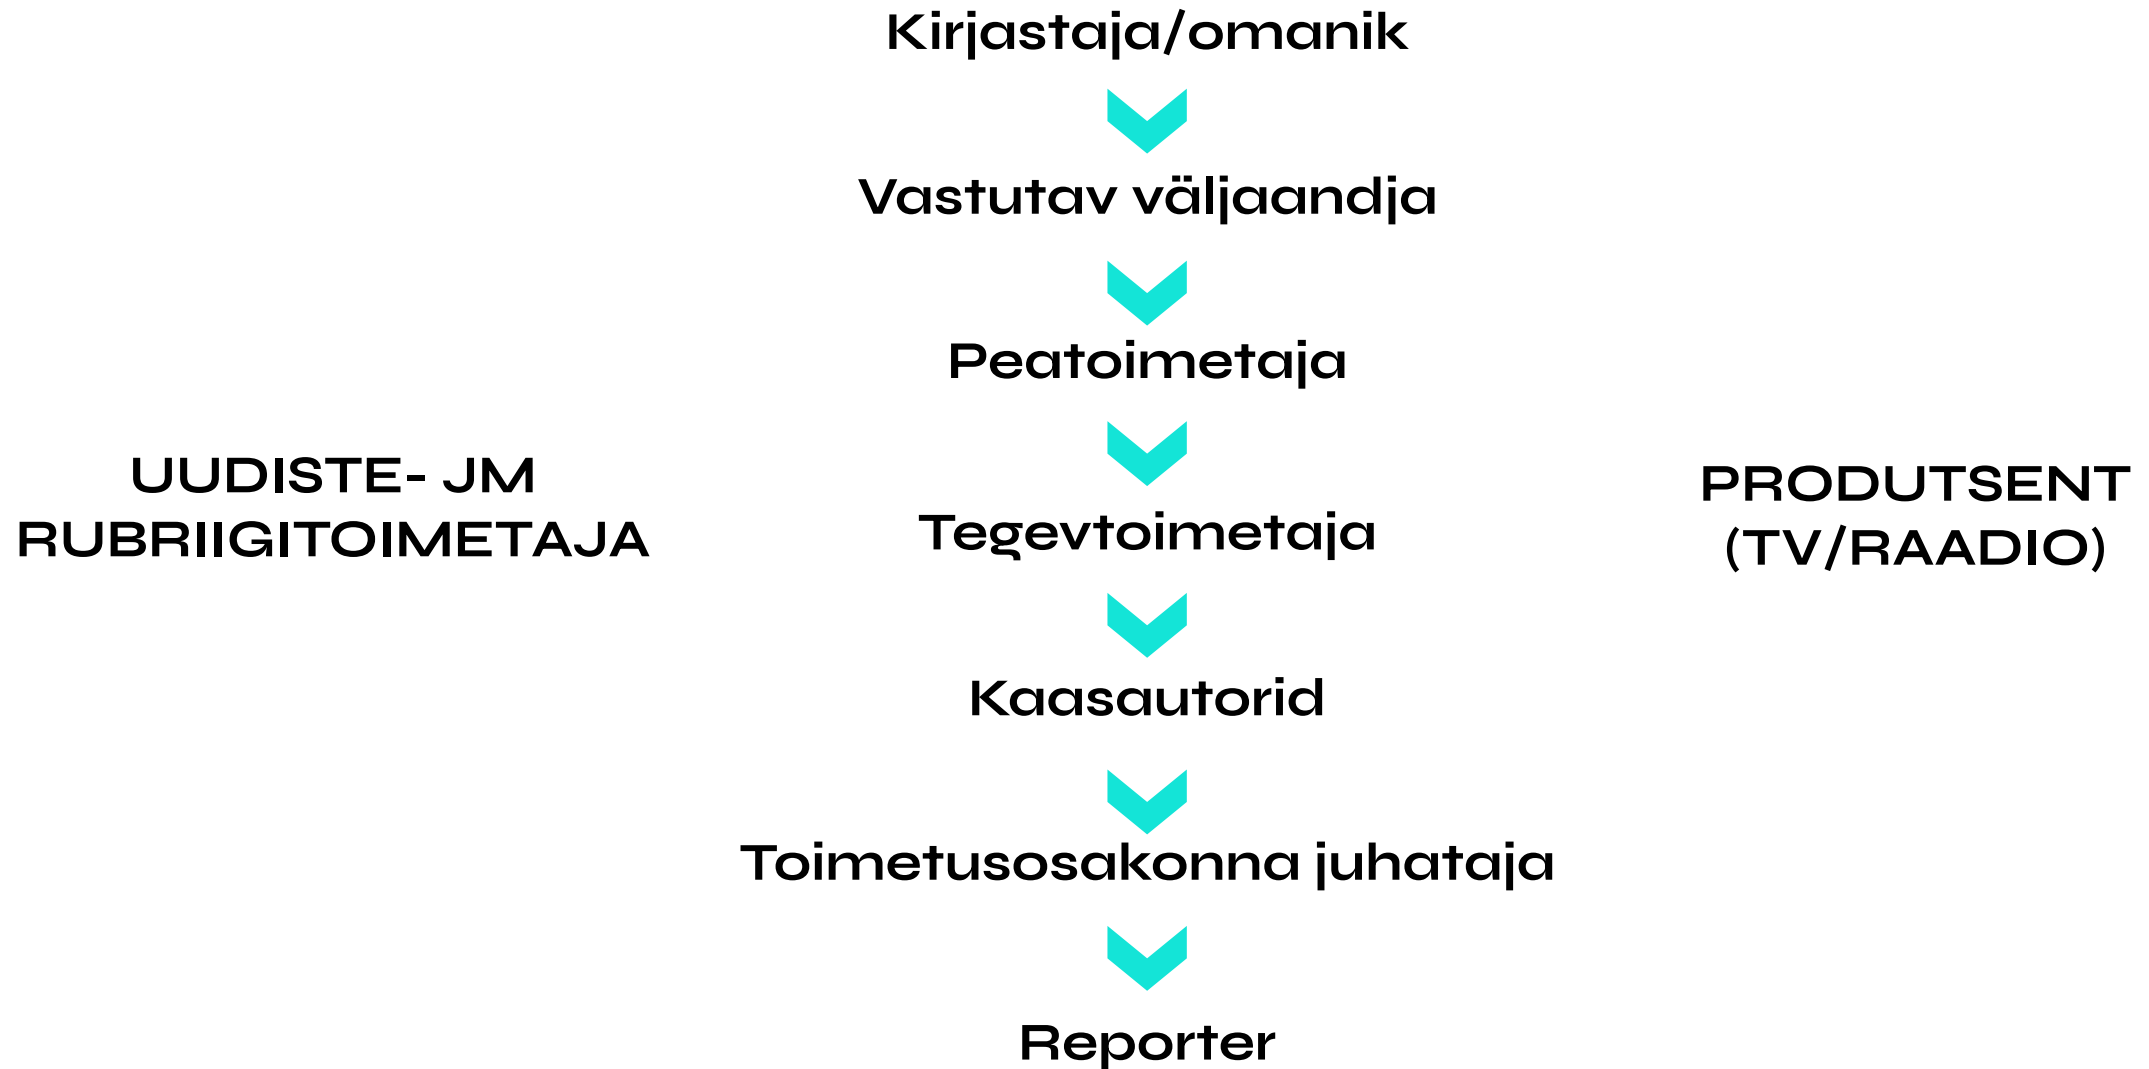 Kirjastaja/omanik
Vastutav väljaandja
Peatoimetaja
UUDISTE- JM
RUBRIIGITOIMETAJA
Tegevtoimetaja
PRODUTSENT
(TV/RAADIO)
Kaasautorid
Toimetusosakonna juhataja
Reporter